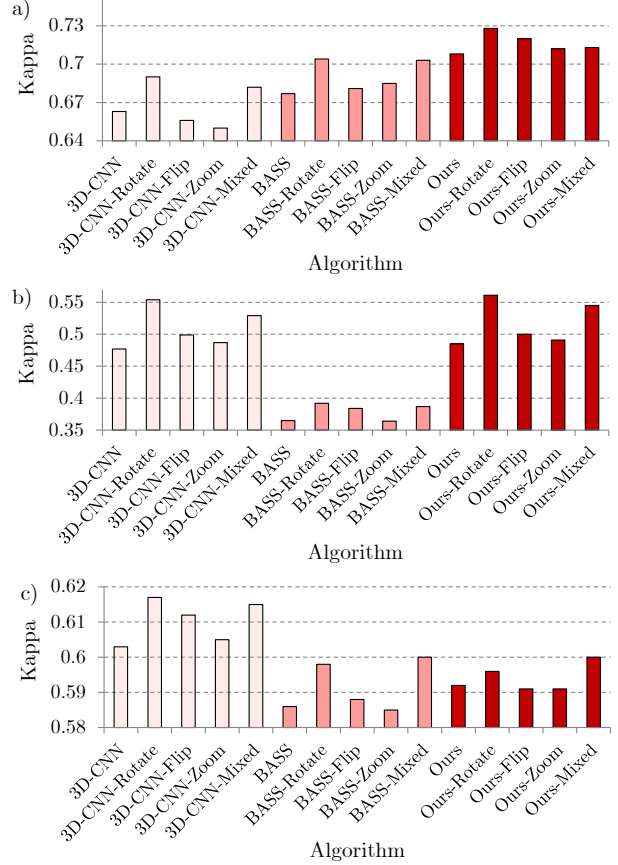 a)
Kappa
0.73
0.7
0.67
0.64
3D-CNN
3D-CNN-Rotate
3D-CNN-Flip
3D-CNN-Zoom
3D-CNN-Mixed
BASS
BASS-Rotate
BASS-Flip
BASS-Zoom
BASS-Mixed
Ours
Ours-Rotate
Ours-Flip
Ours-Zoom
Ours-Mixed
Algorithm
b)
Kappa
0.55
0.5
0.45
0.4
0.35
3D-CNN
3D-CNN-Rotate
3D-CNN-Flip
3D-CNN-Zoom
3D-CNN-Mixed
BASS
BASS-Rotate
BASS-Flip
BASS-Zoom
BASS-Mixed
Ours
Ours-Rotate
Ours-Flip
Ours-Zoom
Ours-Mixed
Algorithm
c)
Kappa
0.62
0.61
0.6
0.59
0.58
3D-CNN
3D-CNN-Rotate
3D-CNN-Flip
3D-CNN-Zoom
3D-CNN-Mixed
BASS
BASS-Rotate
BASS-Flip
BASS-Zoom
BASS-Mixed
Ours
Ours-Rotate
Ours-Flip
Ours-Zoom
Ours-Mixed
Algorithm